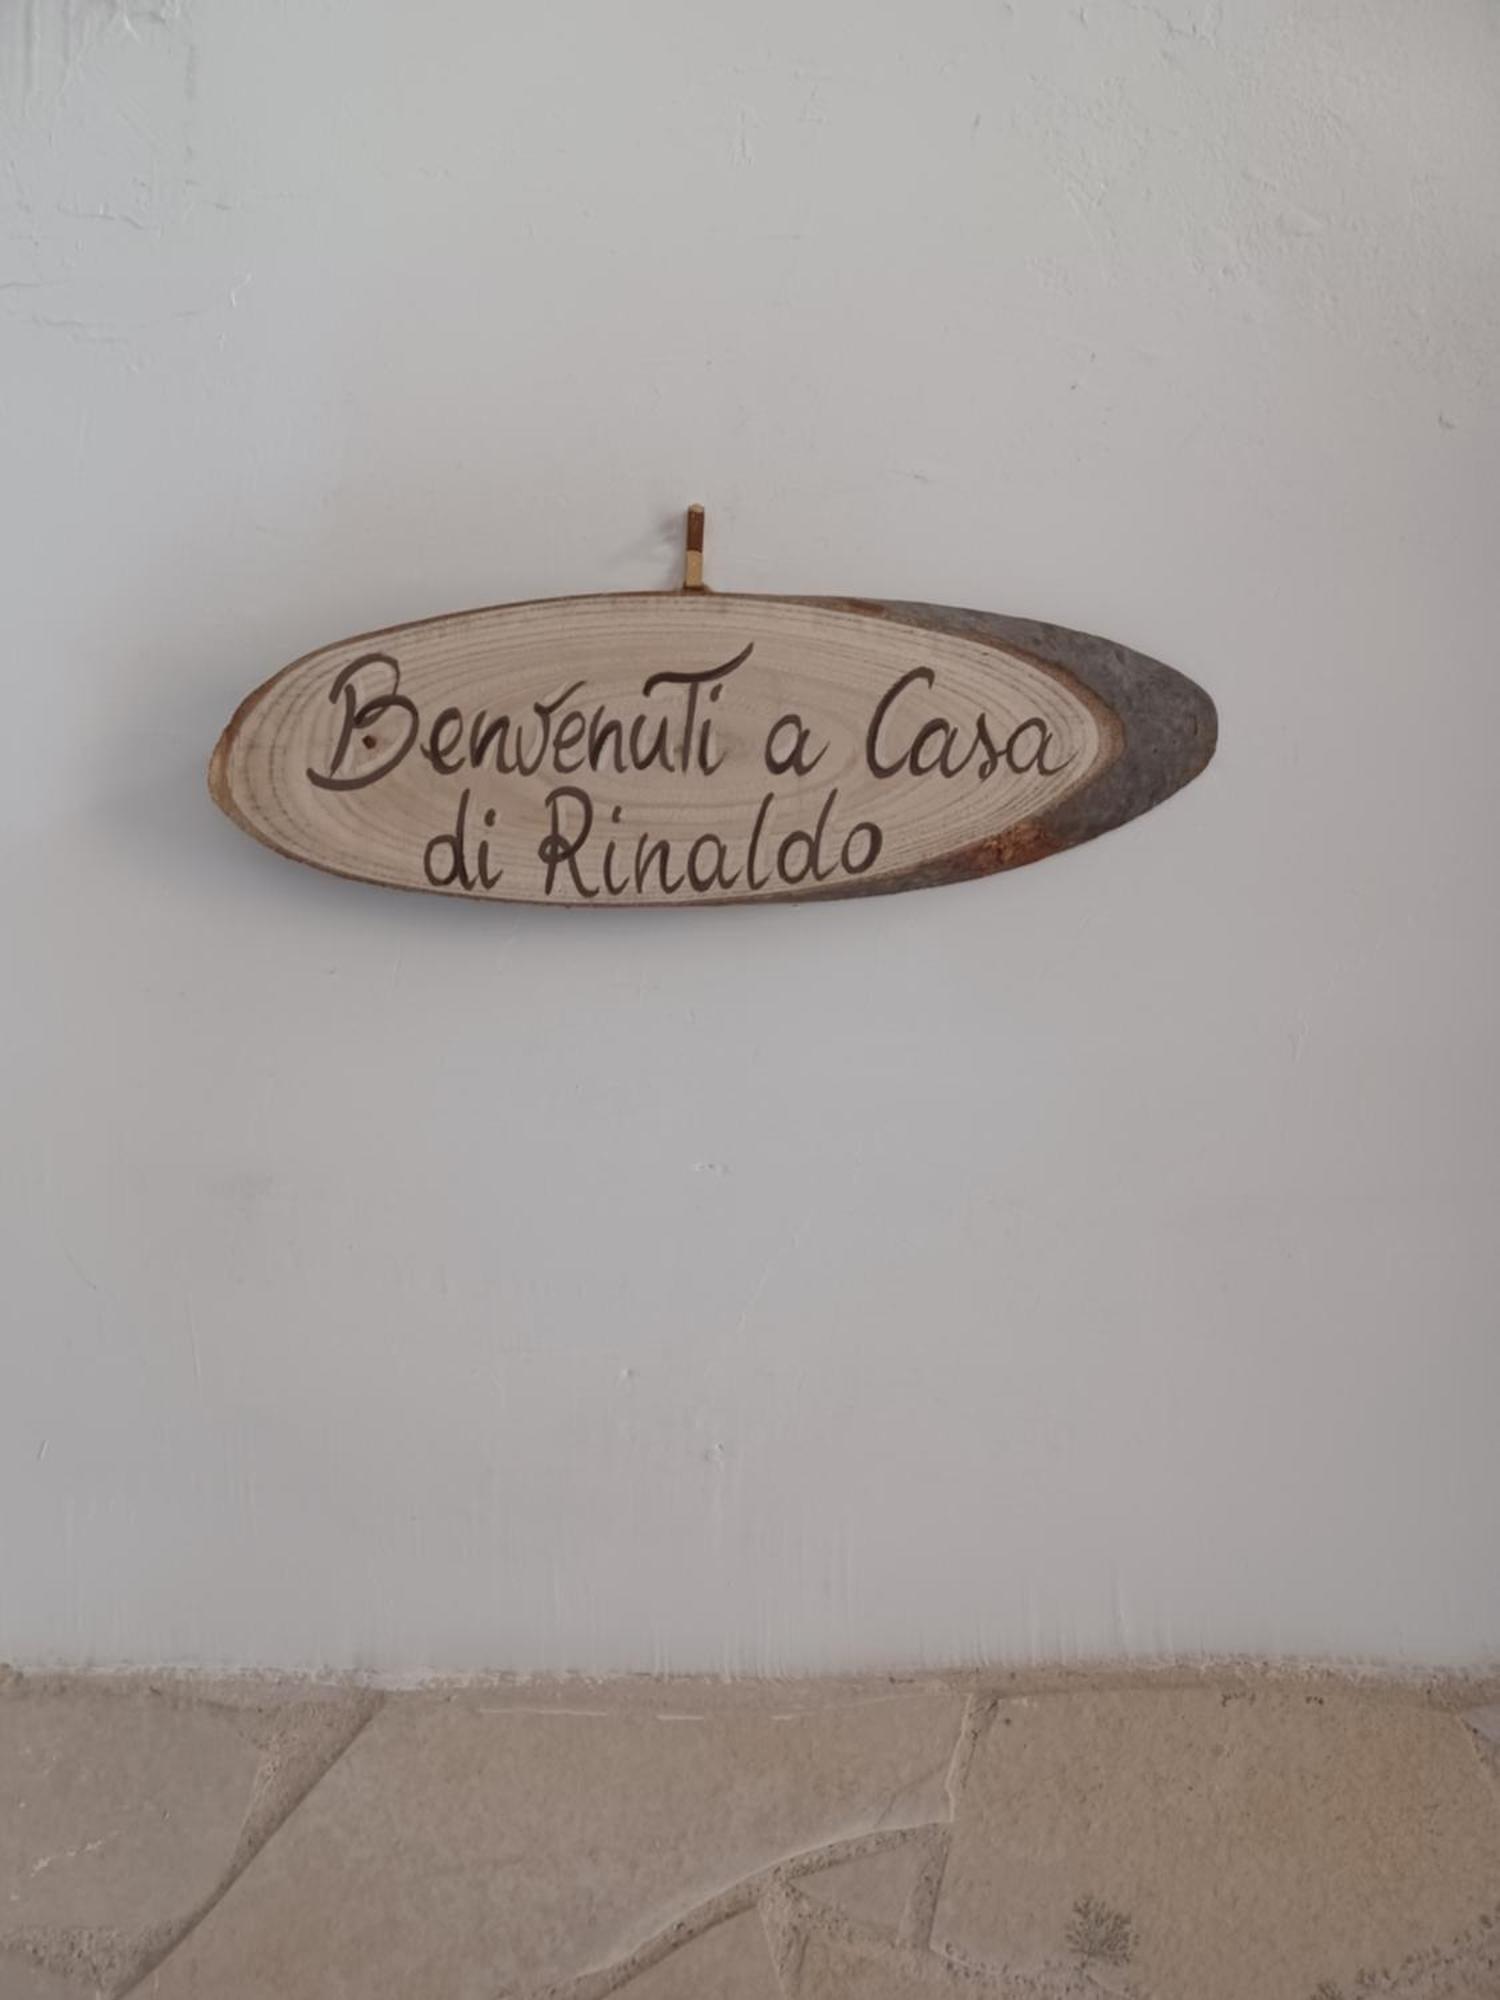 Benvenuti a Casa
di Rinaldo